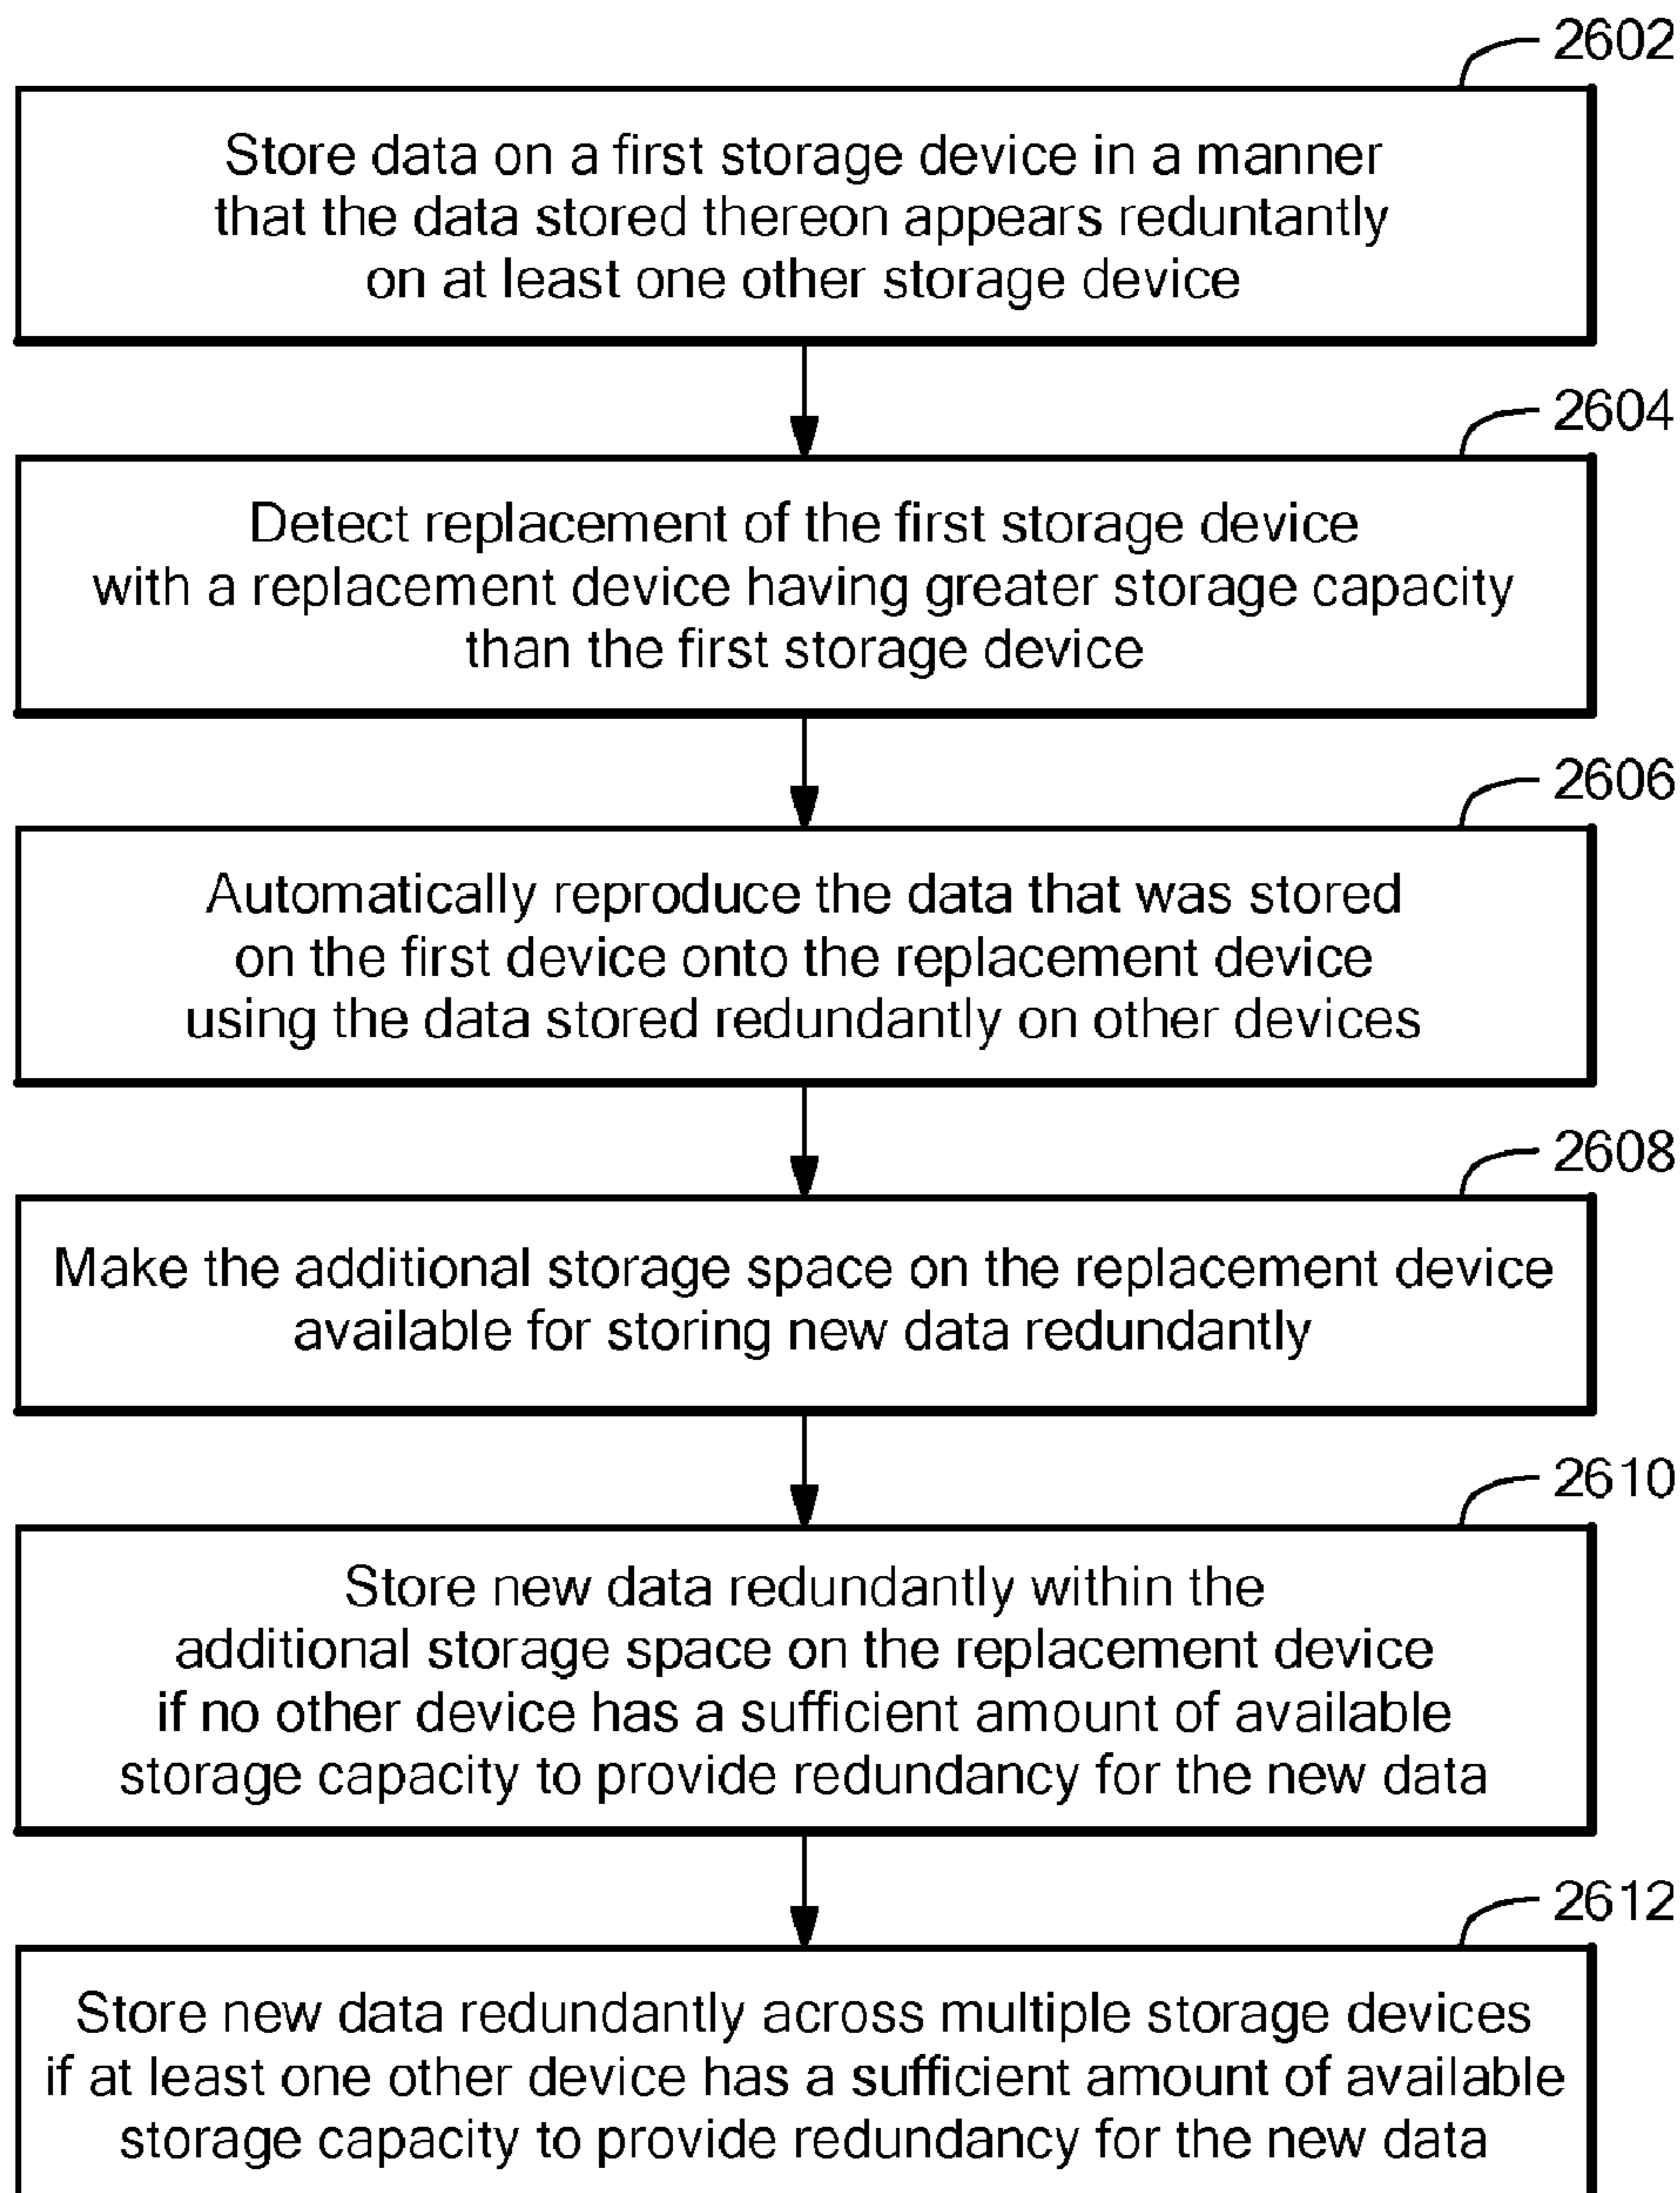 2602
Store data on a first storage device in a manner
that the data stored thereon appears reduntantly
on at least one other storage device
2604
Detect replacement of the first storage device
with a replacement device having greater storage capacity
than the first storage device
2606
Automatically reproduce the data that was stored
on the first device onto the replacement device
using the data stored redundantly on other devices
2608
Make the additional storage space on the replacement device
available for storing new data redundantly
2610
Store new data redundantly within the
additional storage space on the replacement device
if no other device has a sufficient amount of available
storage capacity to provide redundancy for the new data
2612
Store new data redundantly across multiple storage devices
if at least one other device has a sufficient amount of available
storage capacity to provide redundancy for the new data